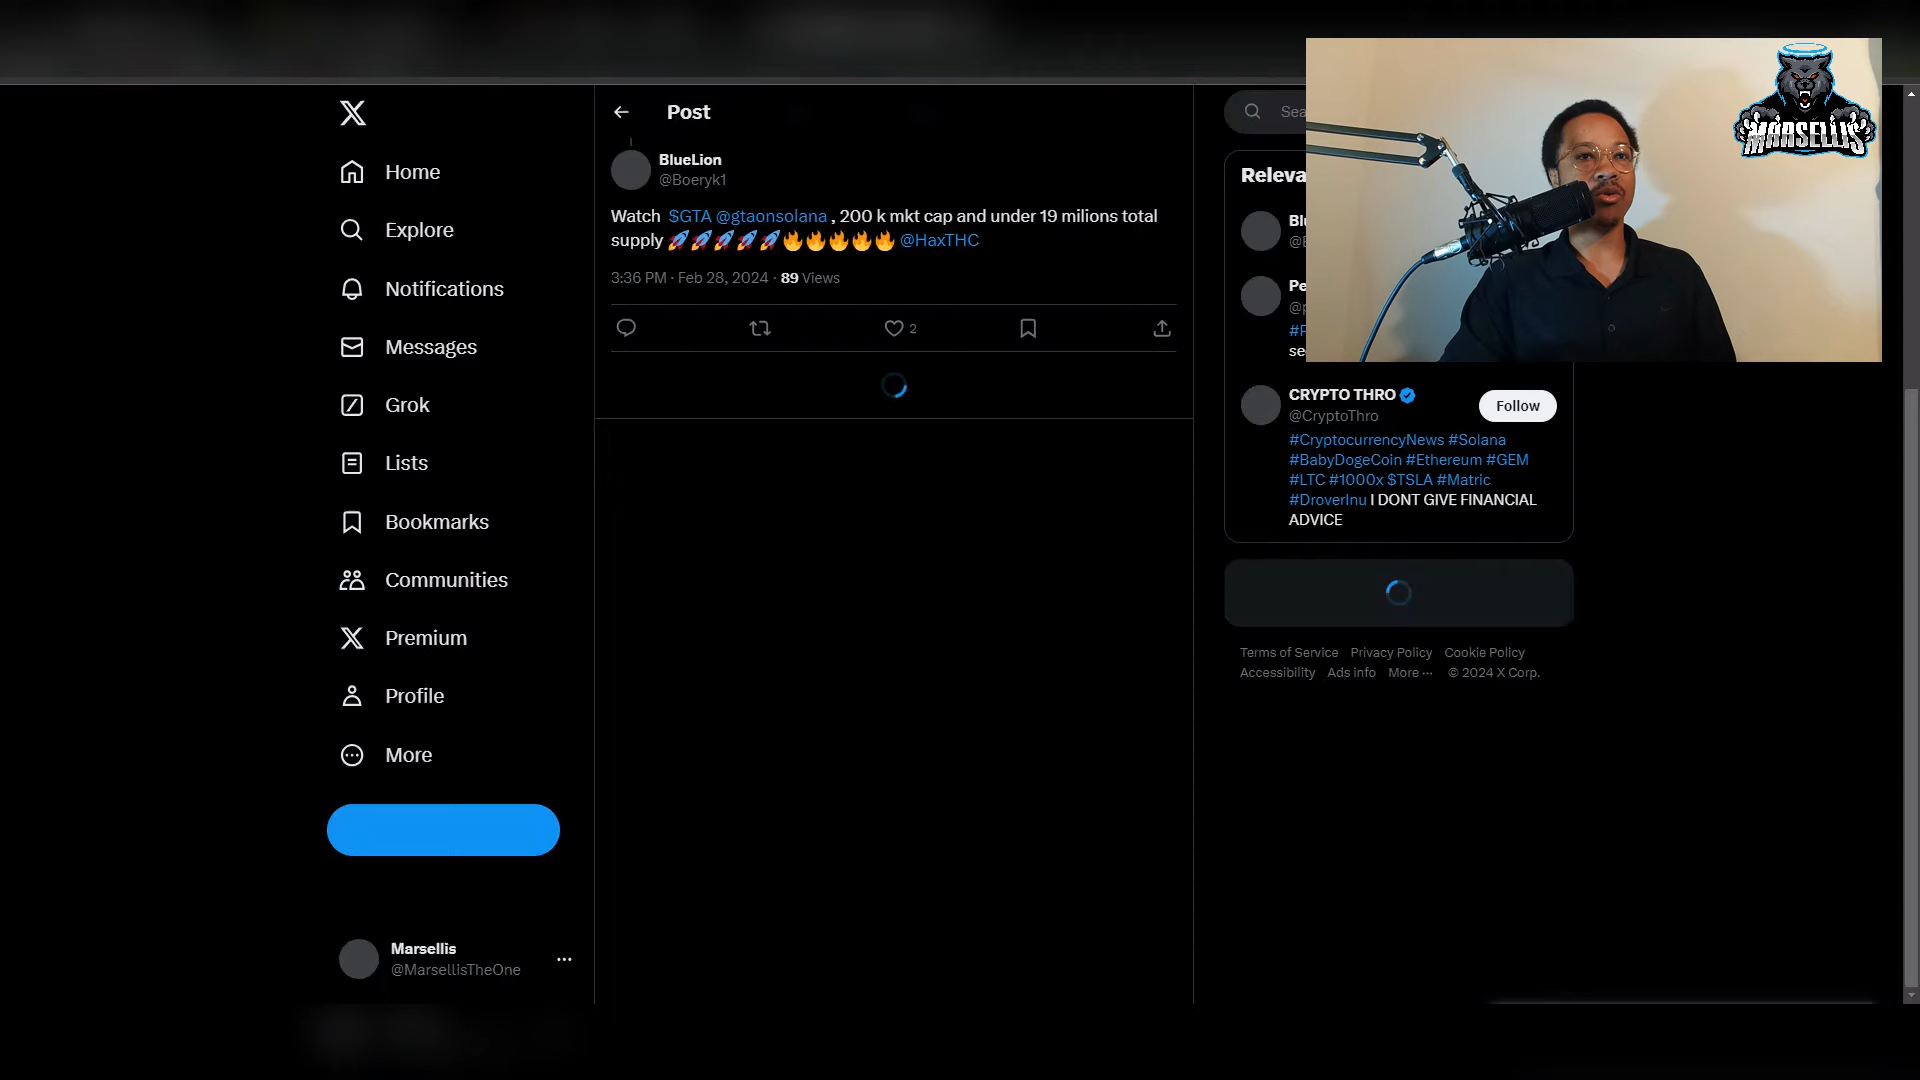 Home
Explore
Notifications
Messages
Grok
Lists
Bookmarks
Communities
Premium
Profile
More
Marsellis
@MarsellisTheOne
Post
BlueLion
@Boeryk1
Watch $GTA @gtaonsolana , 200 k mkt cap and under 19 milions total
supply 🚀🚀🚀🚀🚀🔥🔥🔥🔥🔥 @HaxTHC
3:36 PM · Feb 28, 2024 · 89 Views
2
CRYPTO THRO
@CryptoThro
Follow
#CryptocurrencyNews #Solana
#BabyDogeCoin #Ethereum #GEM
#LTC #1000x $TSLA #Matric
#DroverInu I DONT GIVE FINANCIAL
ADVICE
Terms of Service Privacy Policy Cookie Policy
Accessibility Ads info More ··· © 2024 X Corp.
MARSELLIS